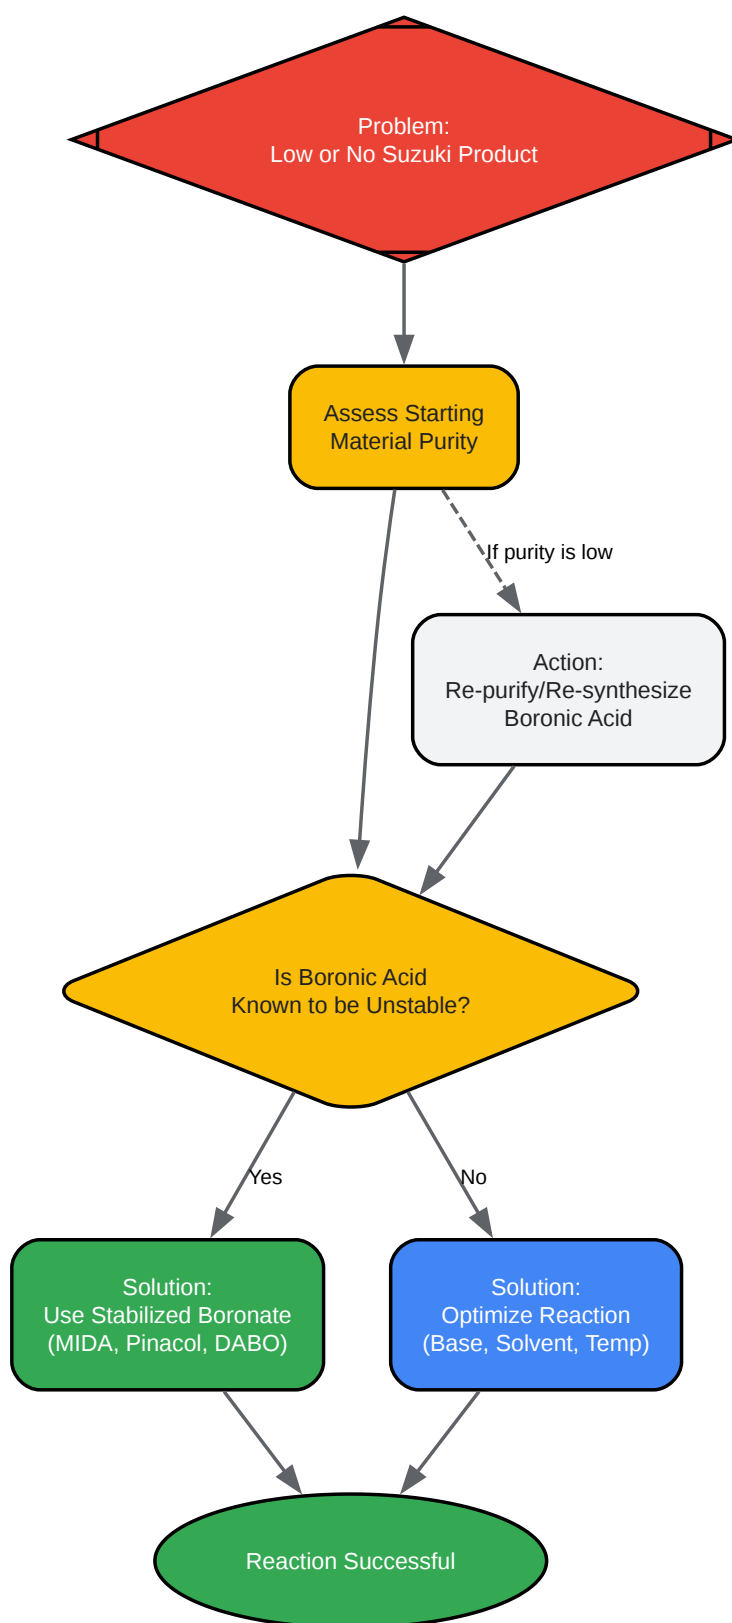 Problem:
Low or No Suzuki Product
Assess Starting
Material Purity
If purity is low
Action:
Re-purify/Re-synthesize
Boronic Acid
Is Boronic Acid
Known to be Unstable?
Yes
No
Solution:
Use Stabilized Boronate
(MIDA, Pinacol, DABO)
Solution:
Optimize Reaction
(Base, Solvent, Temp)
Reaction Successful